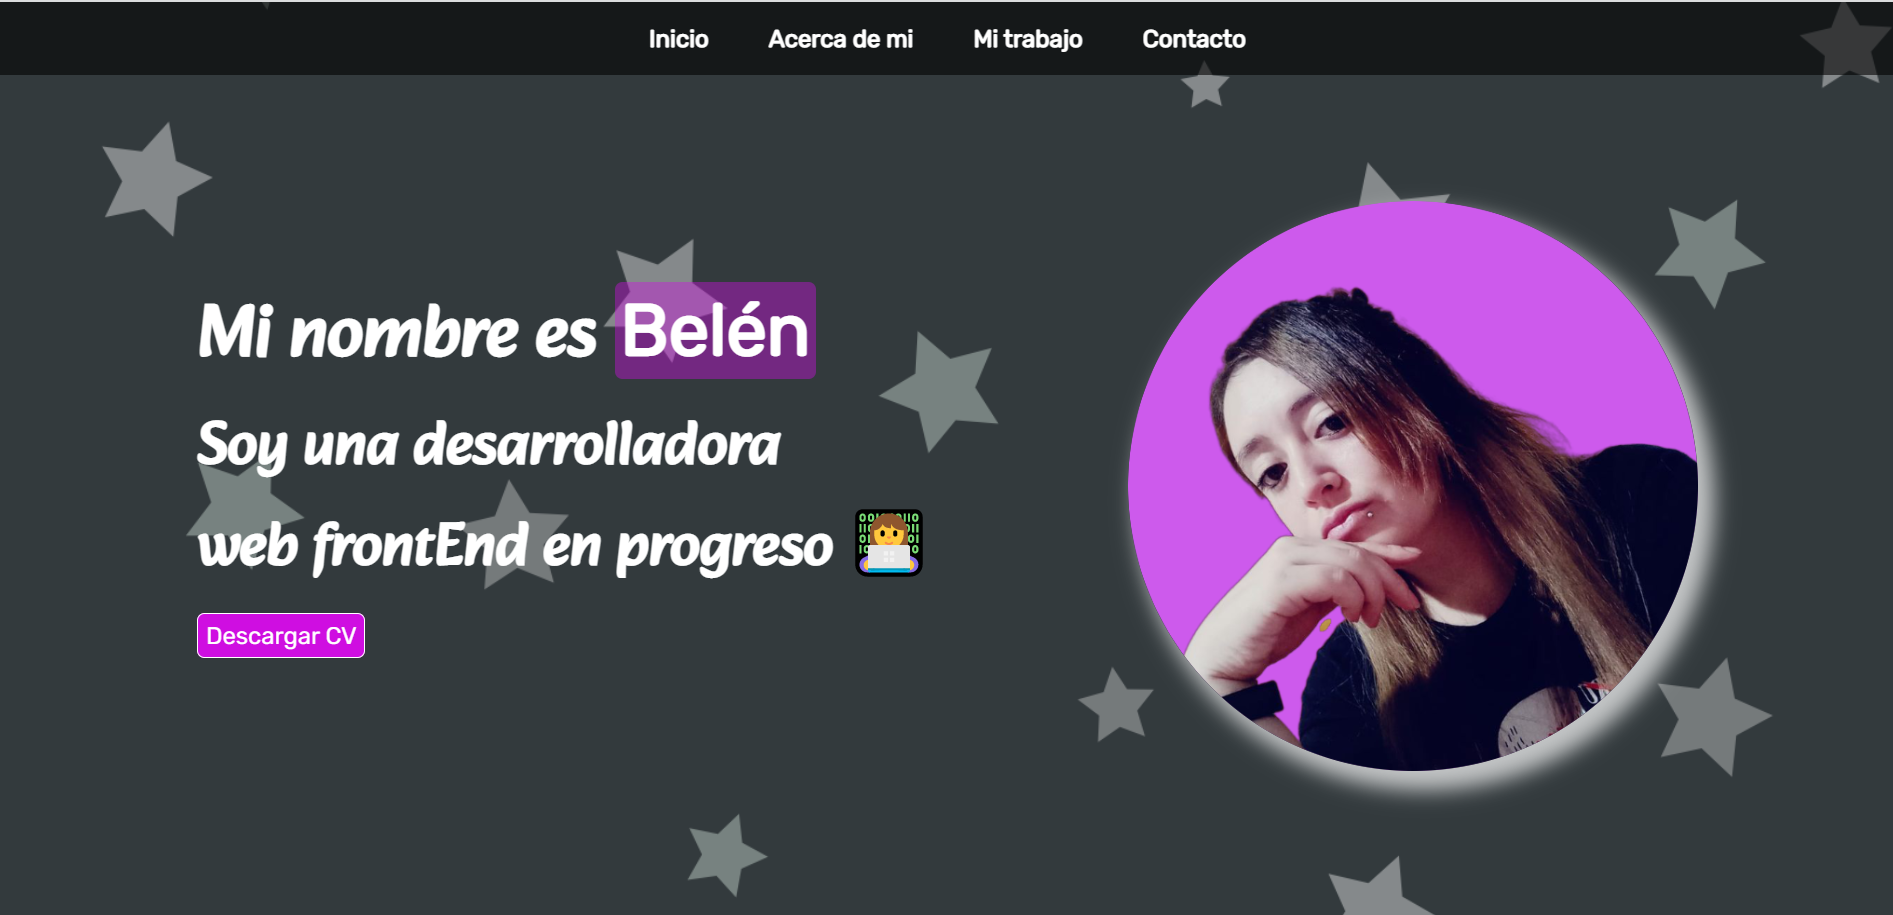 Inicio Acerca de mi Mi trabajo Contacto
Mi nombre es Belén
Soy una desarrolladora
web frontEnd en progreso
Descargar CV